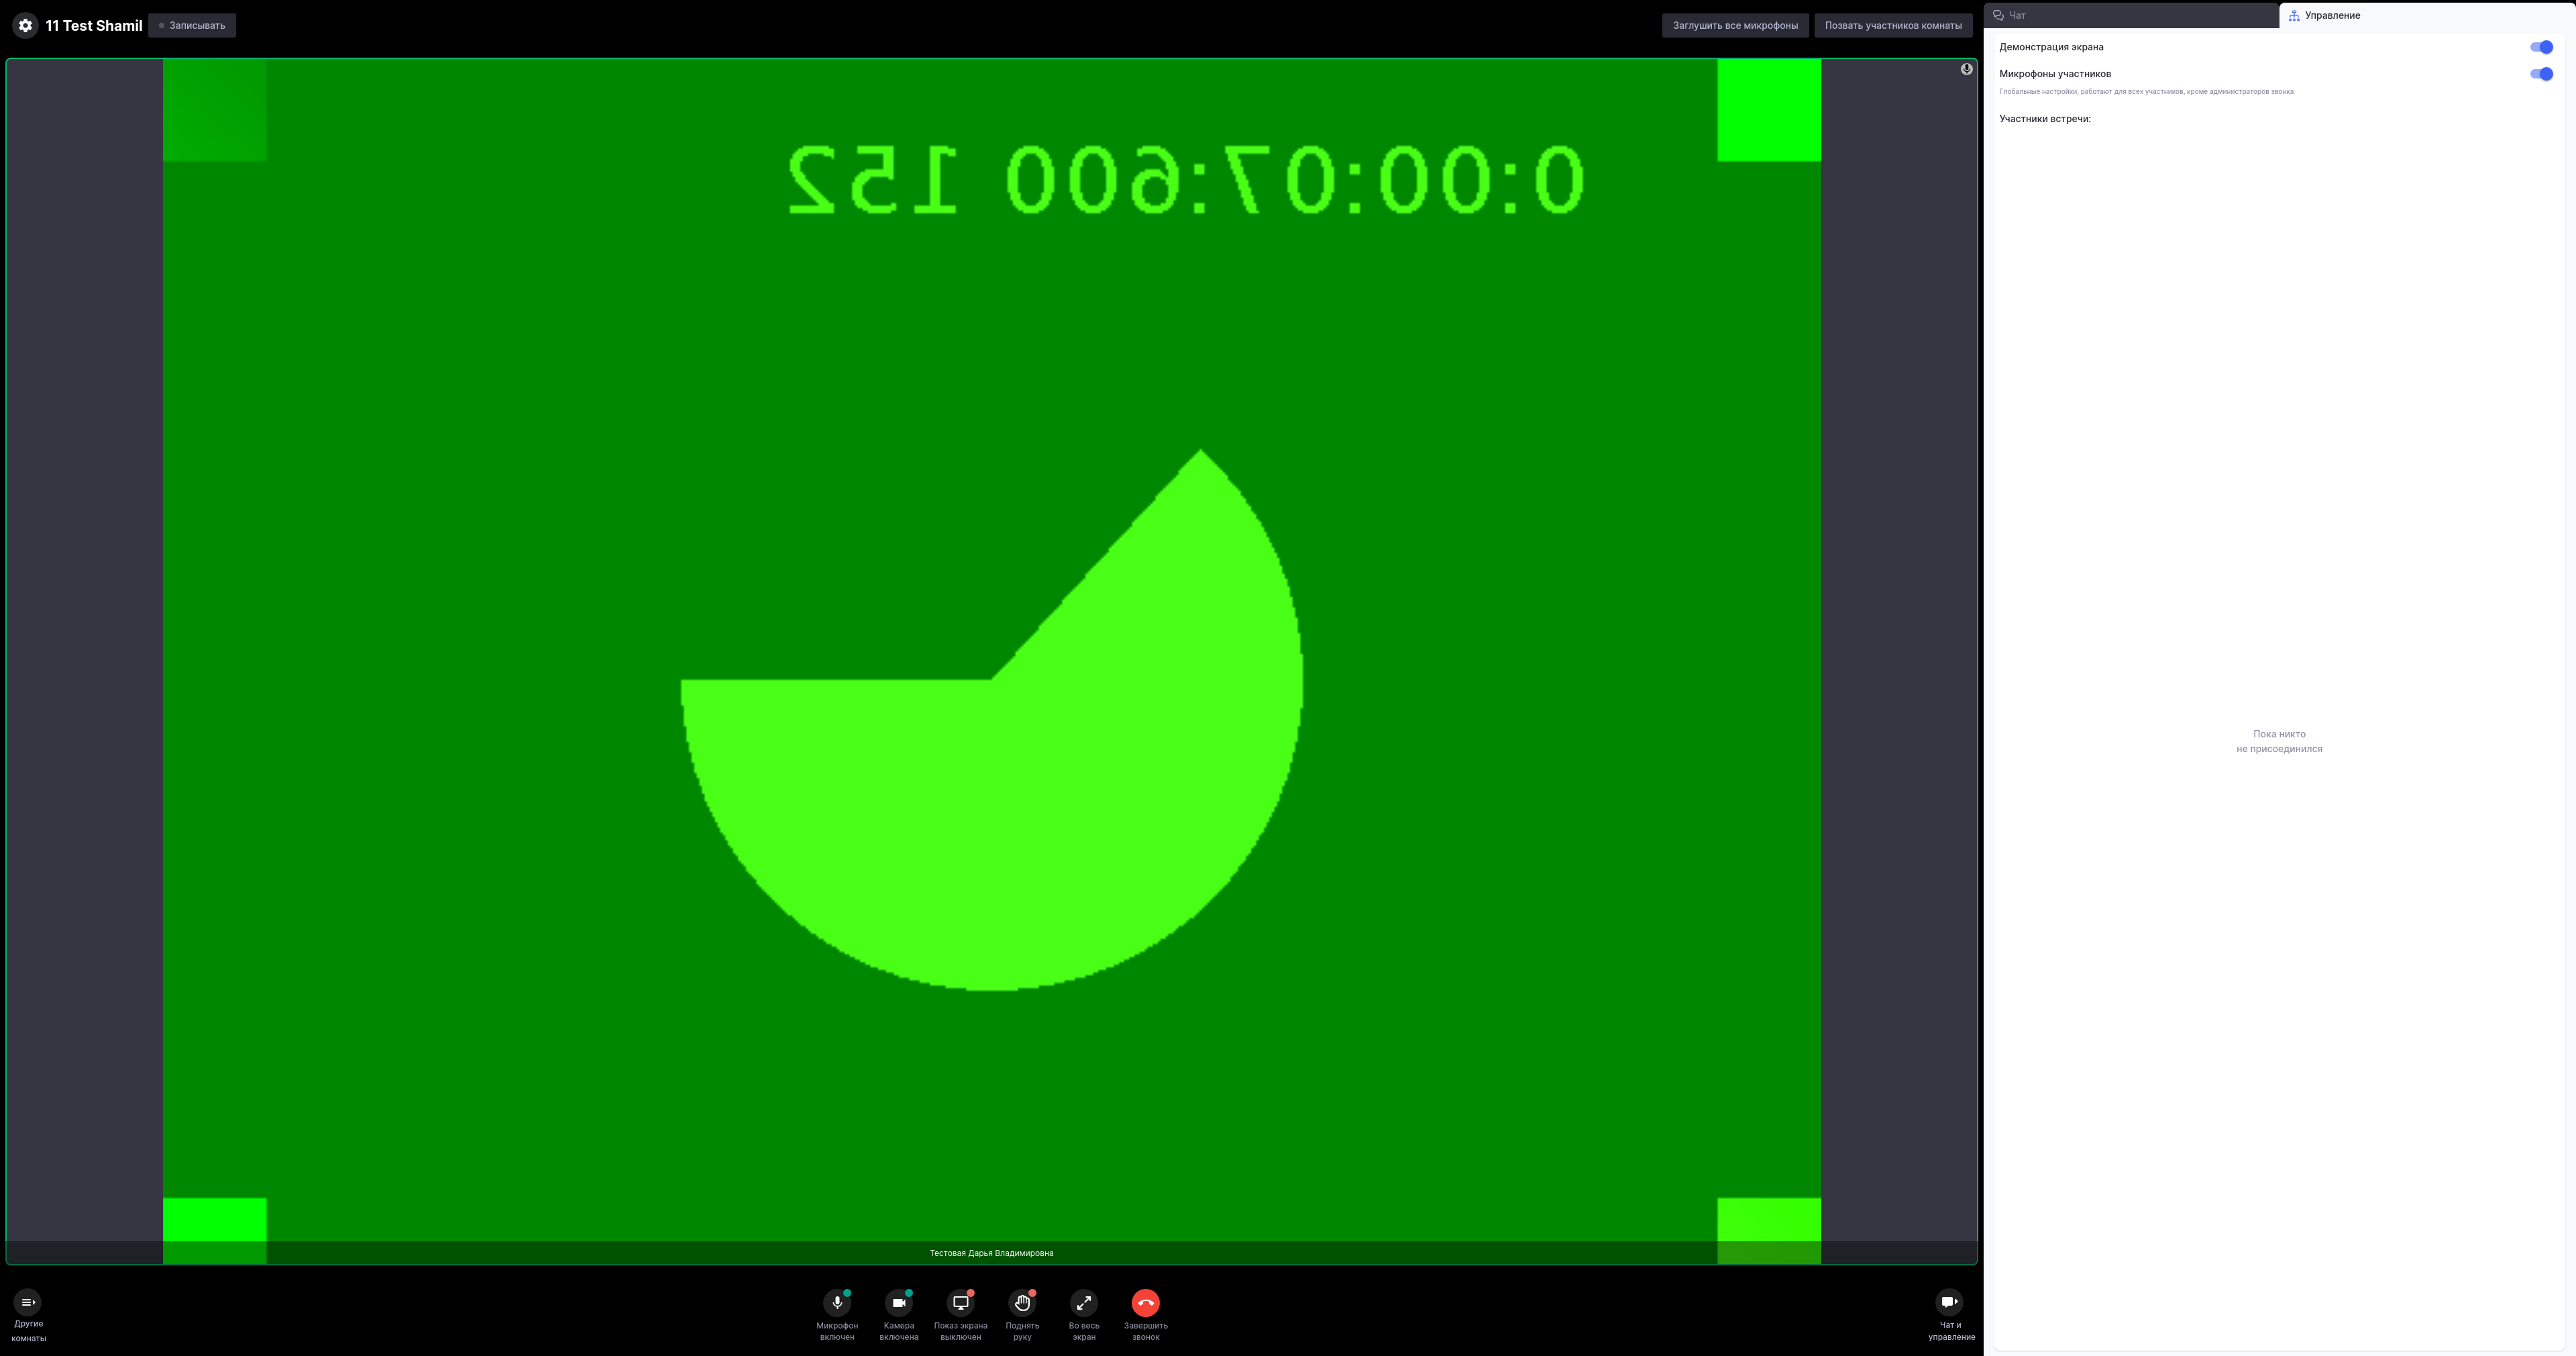 11 Test Shamil
Записывать
Заглушить все микрофоны
Позвать участников комнаты
Чат
Управление
Демонстрация экрана
Микрофоны участников
Глобальные настройки, работают для всех участников, кроме администраторов звонка
Участники встречи:
0:00:07:600 152
Пока никто
не присоединился
Тестовая Дарья Владимировна
Другие
комнаты
Микрофон
включен
Камера
включена
Показ экрана
выключен
Поднять
руку
Во весь
экран
Завершить
звонок
Чат и
управление